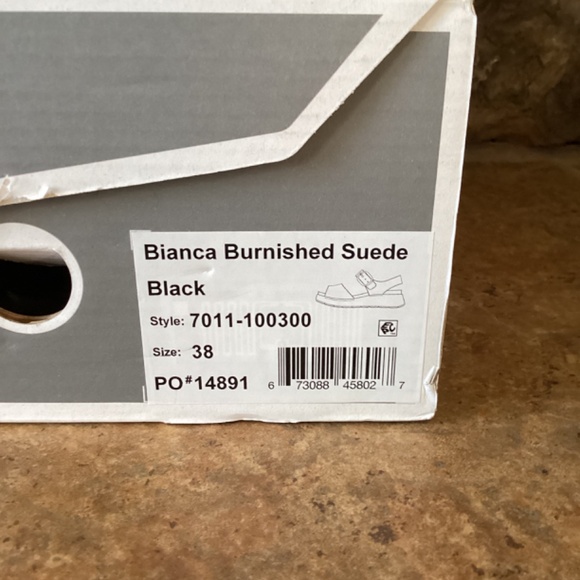 Bianca Burnished Suede
Black
Style: 7011-100300
Size: 38
PO#14891
6 73088 45802 7